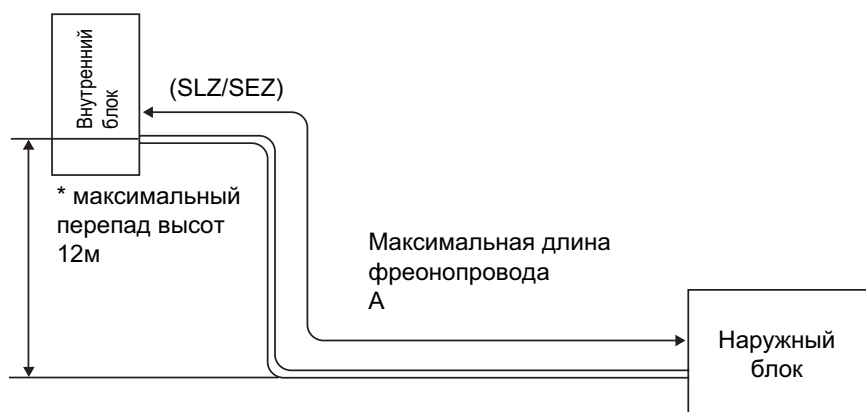 Внутренний
блок
(SLZ/SEZ)
* максимальный
перепад высот
12м
Максимальная длина
фреонопровода
A
Наружный
блок